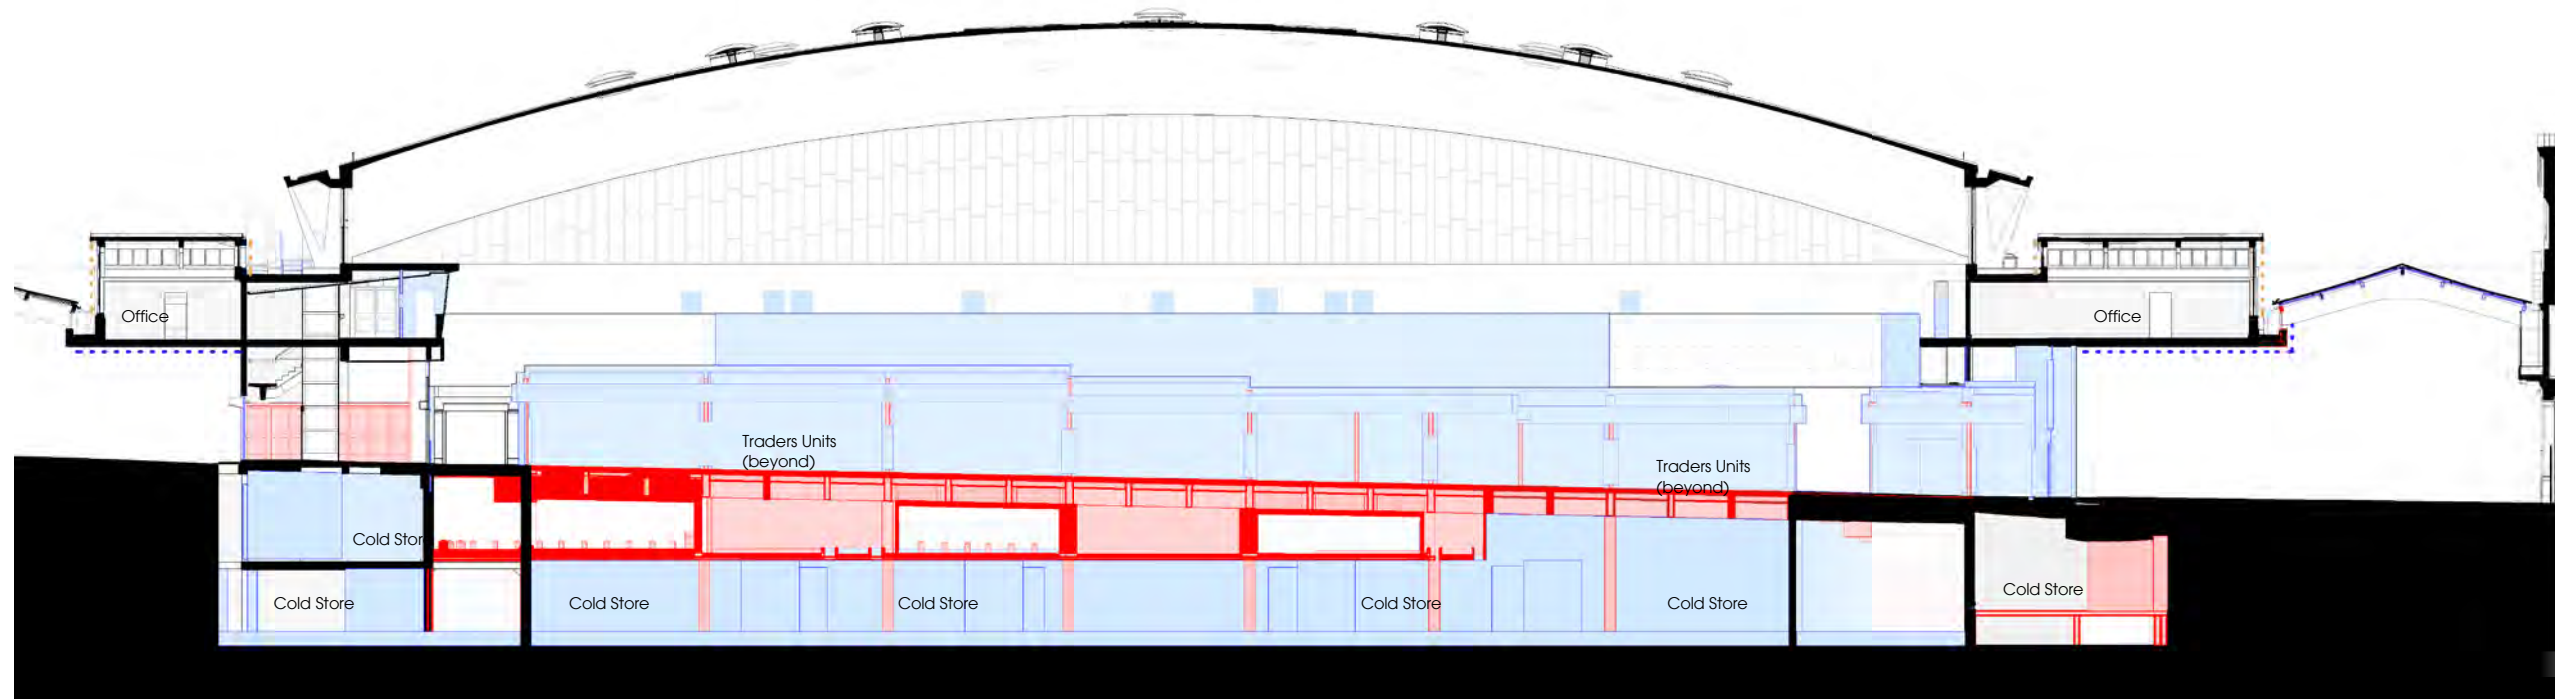 Office
Office
Traders Units
(beyond)
Traders Units
(beyond)
Cold Stor
Cold Store
Cold Store
Cold Store
Cold Store
Cold Store
Cold Store